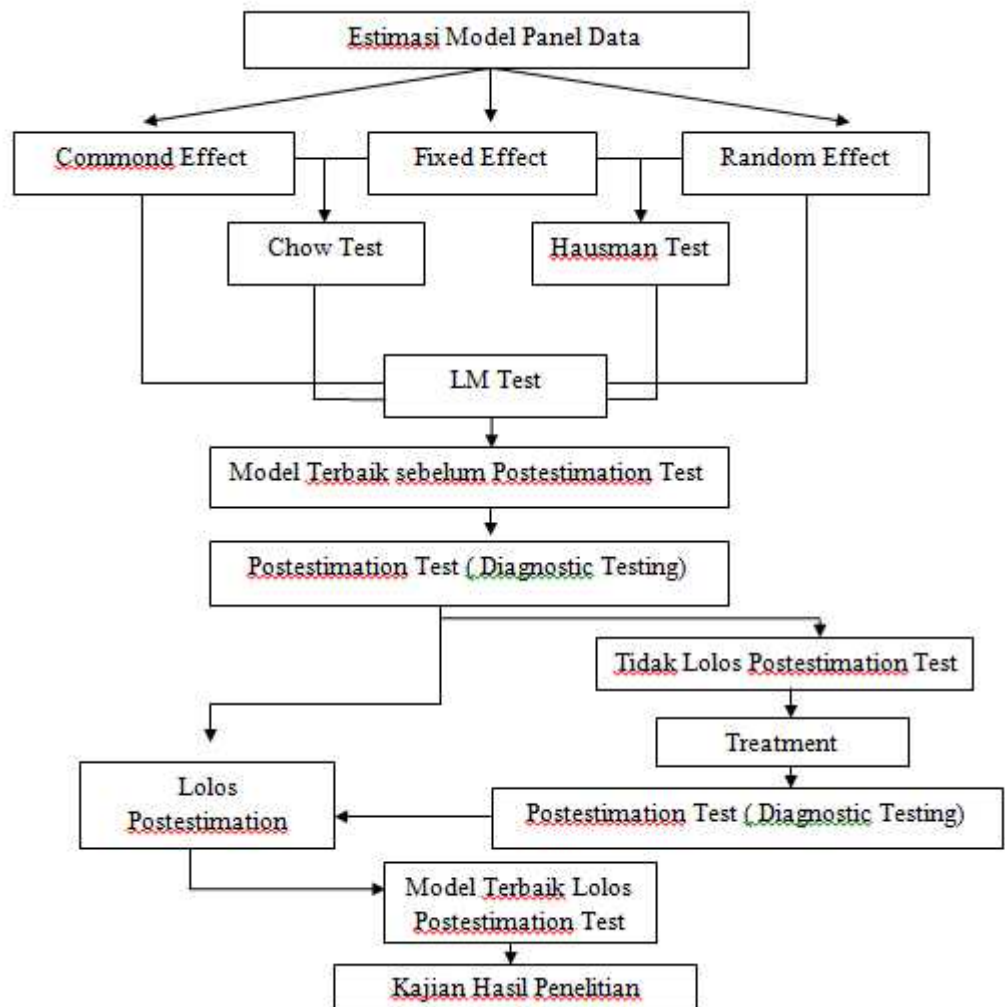 Estimasi Model Panel Data
Commond Effect
Fixed Effect
Random Effect
Chow Test
Hausman Test
LM Test
Model Terbaik sebelum Postestimation Test
Postestimation Test ( Diagnostic Testing)
Tidak Lolos Postestimation Test
Treatment
Lolos
Postestimation
Postestimation Test ( Diagnostic Testing)
Model Terbaik Lolos
Postestimation Test
Kajian Hasil Penelitian